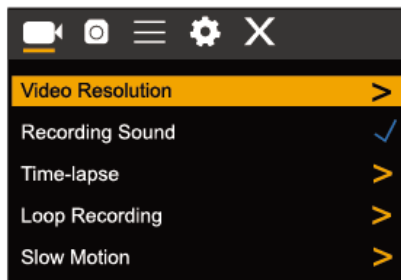 Video Resolution >
Recording Sound
Time-lapse >
Loop Recording >
Slow Motion >